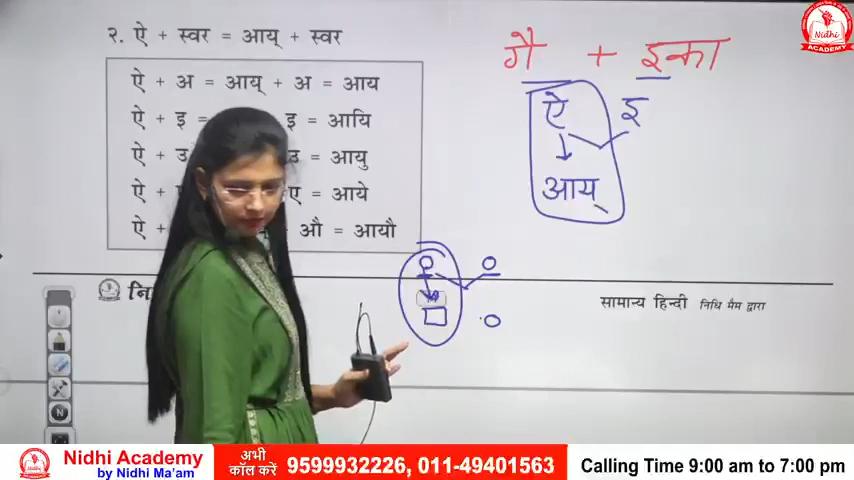 २. ऐ + स्वर = आय् + स्वर
ऐ + अ = आय् + अ = आय
ऐ + इ = इ = आयि
ऐ + उ = आयु
ऐ + ए = आये
ऐ + औ = आयौ
गै + इका
ऐ इ
आय्
सामान्य हिन्दी निधि मैम द्वारा
N
Nidhi
ACADEMY
Nidhi Academy
by Nidhi Ma'am
अभी
कॉल करें
9599932226, 011-49401563
Calling Time 9:00 am to 7:00 pm